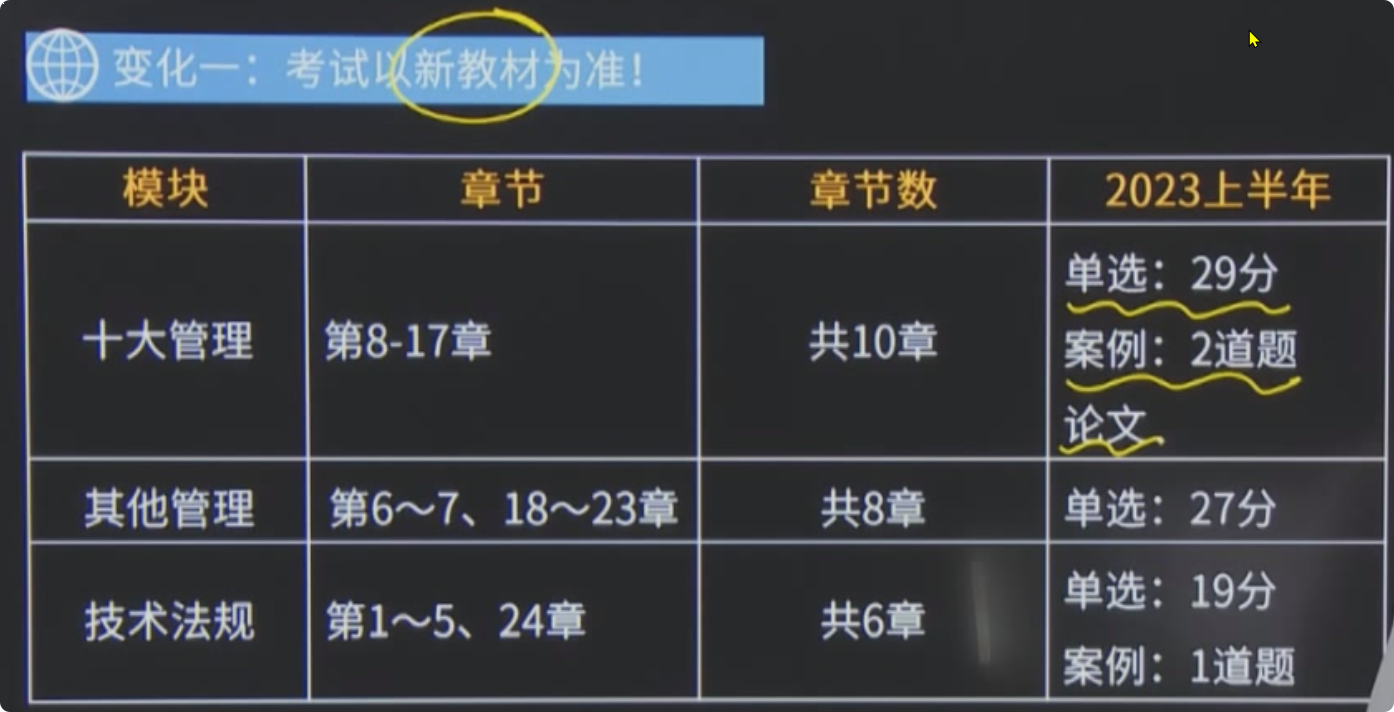 变化一：考试以新教材为准！
模块 章节 章节数 2023上半年
十大管理 第8-17章 共10章 单选：29分
案例：2道题
论文
其他管理 第6～7、18～23章 共8章 单选：27分
技术法规 第1～5、24章 共6章 单选：19分
案例：1道题